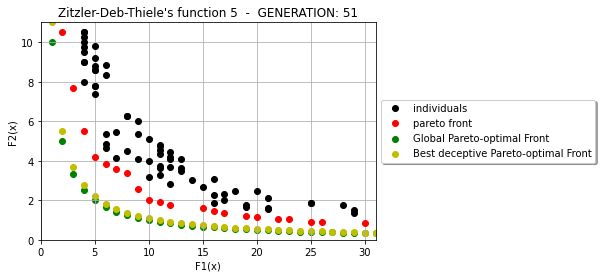 Zitzler-Deb-Thiele's function 5  -  GENERATION: 51
10
8
6
4
2
0
F2(x)
0 5 10 15 20 25 30
F1(x)
individuals
pareto front
Global Pareto-optimal Front
Best deceptive Pareto-optimal Front